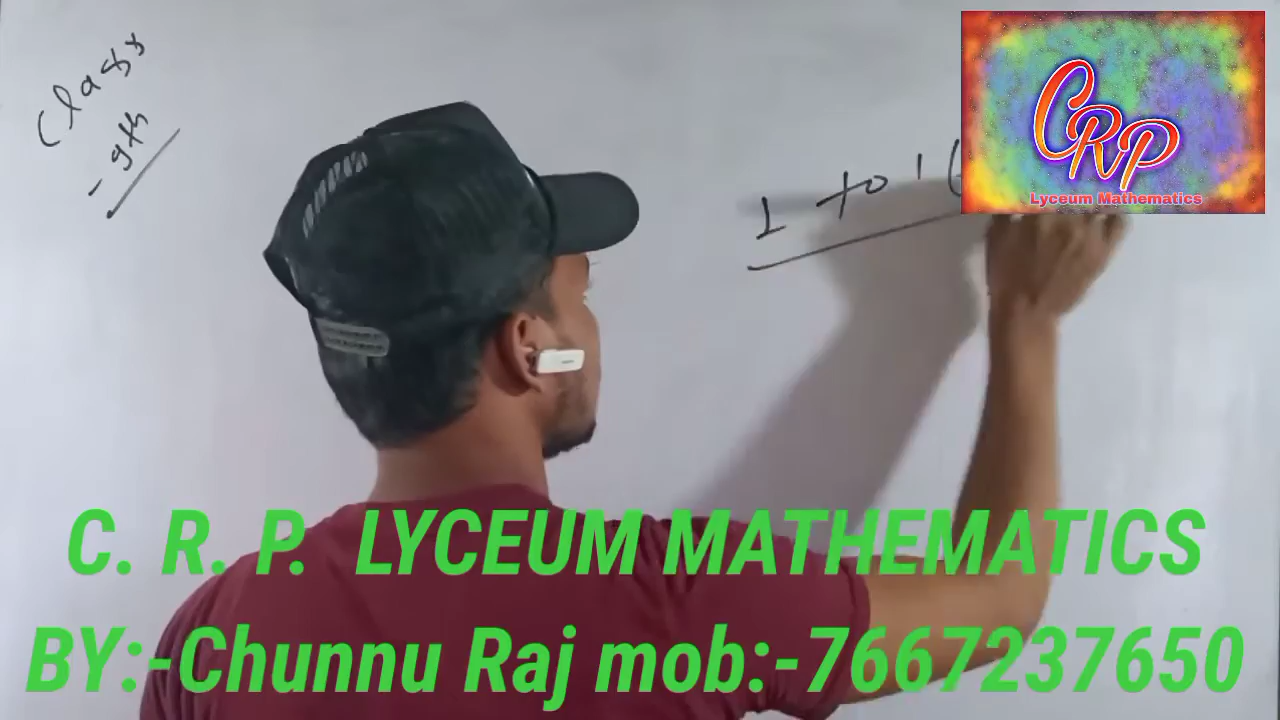 Class
- 9th
1 to 1
CRP
Lyceum Mathematics
C. R. P. LYCEUM MATHEMATICS
BY:-Chunnu Raj mob:-7667237650